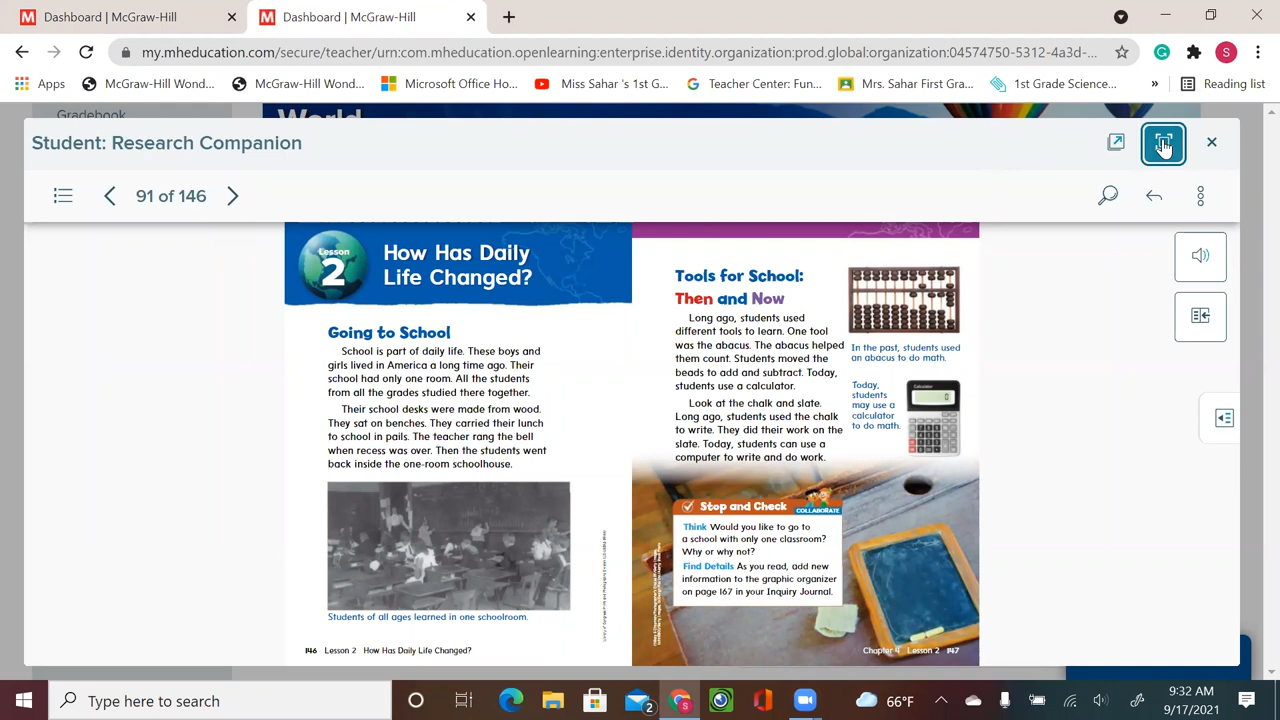 Dashboard | McGraw-Hill
Dashboard | McGraw-Hill
my.mheducation.com/secure/teacher/urn:com.mheducation.openlearning:enterprise.identity.organization:prod.global:organization:04574750-5312-4a3d-...
S
Apps
McGraw-Hill Wond...
McGraw-Hill Wond...
Microsoft Office Ho...
Miss Sahar 's 1st G...
Teacher Center: Fun...
Mrs. Sahar First Gra...
1st Grade Science...
»
Reading list
Gradebook
World
Student: Research Companion
91 of 146
Lesson
2
How Has Daily
Life Changed?
Going to School
School is part of daily life. These boys and
girls lived in America a long time ago. Their
school had only one room. All the students
from all the grades studied there together.
Their school desks were made from wood.
They sat on benches. They carried their lunch
to school in pails. The teacher rang the bell
when recess was over. Then the students went
back inside the one-room schoolhouse.
Students of all ages learned in one schoolroom.
146 Lesson 2 How Has Daily Life Changed?
Tools for School:
Then and Now
Long ago, students used
different tools to learn. One tool
was the abacus. The abacus helped
them count. Students moved the
beads to add and subtract. Today,
students use a calculator.
Look at the chalk and slate.
Long ago, students used the chalk
to write. They did their work on the
slate. Today, students can use a
computer to write and do work.
In the past, students used
an abacus to do math.
Today,
students
may use a
calculator
to do math.
Calculator
0
Stop and Check
COLLABORATE
Think Would you like to go to
a school with only one classroom?
Why or why not?
Find Details As you read, add new
information to the graphic organizer
on page 167 in your Inquiry Journal.
Chapter 4 Lesson 2 147
Type here to search
2
66°F
9:32 AM
9/17/2021